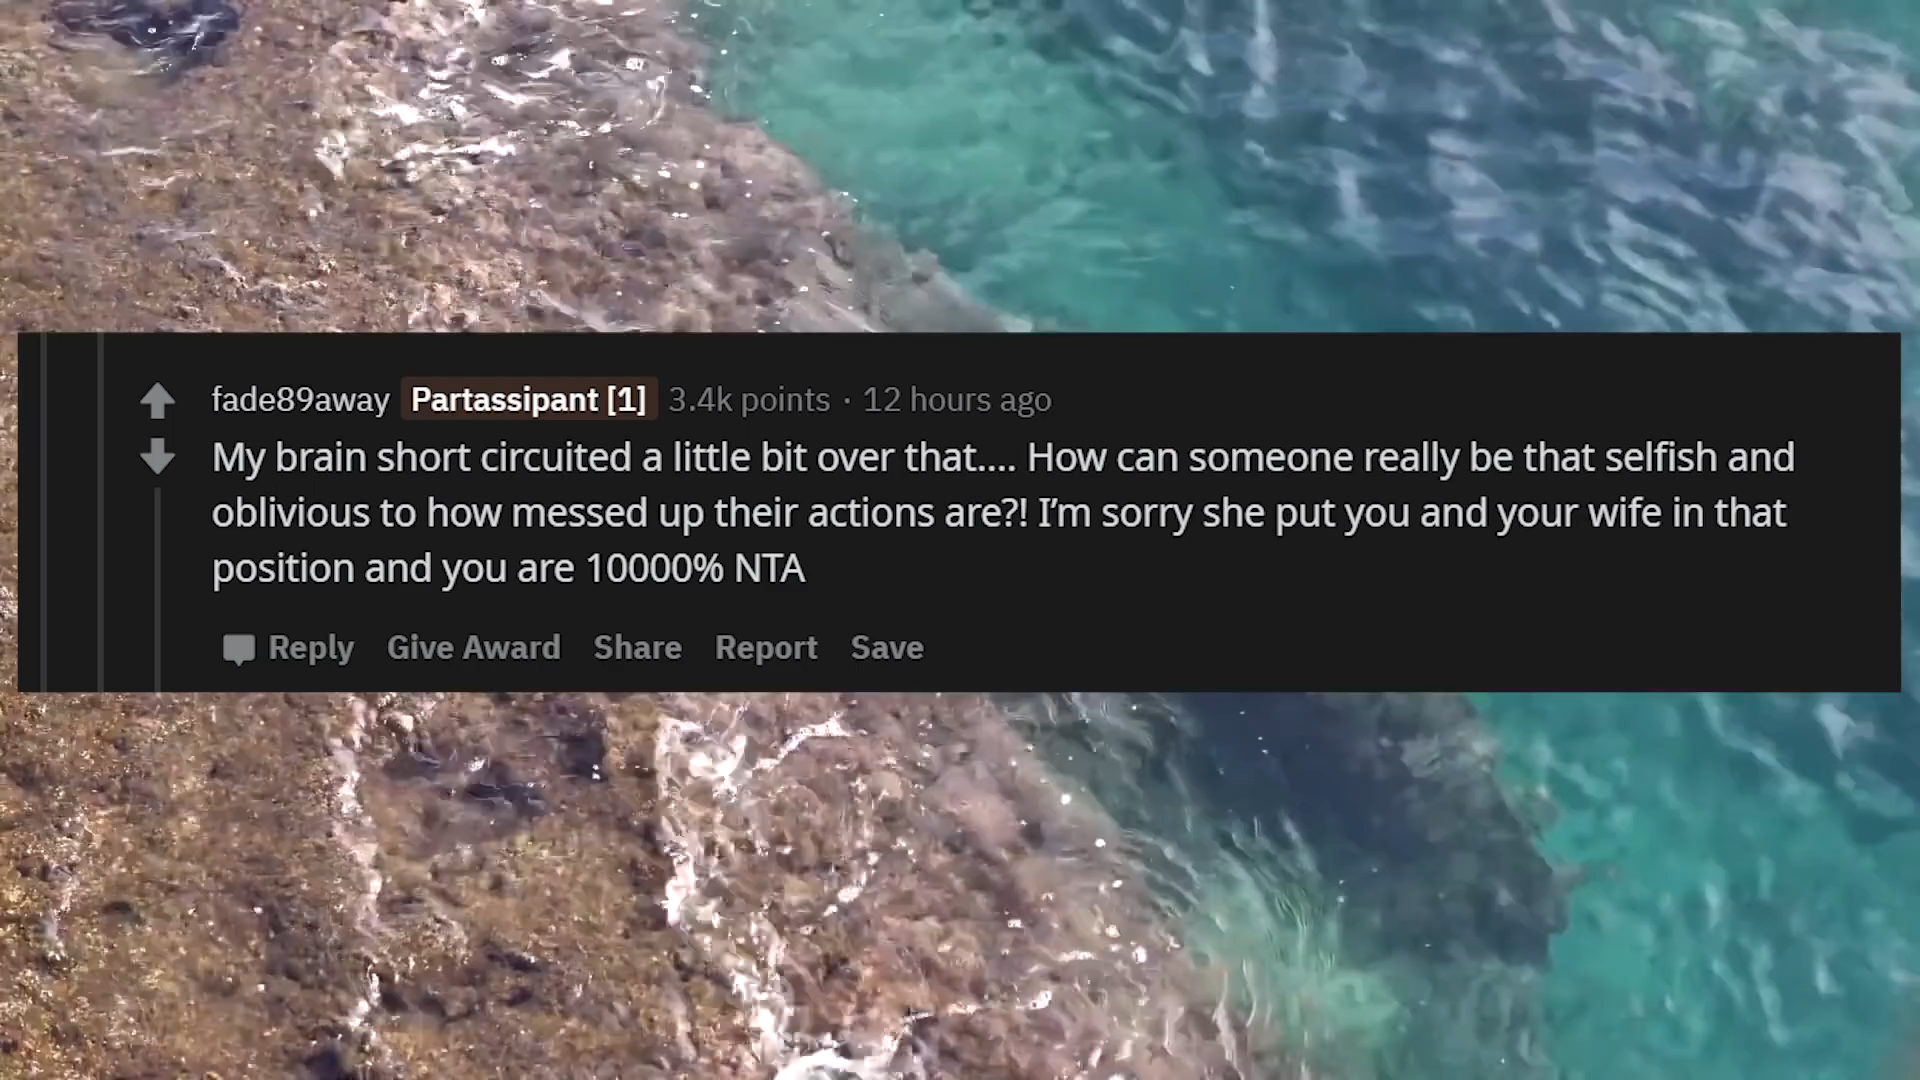 fade89away Partassipant [1] 3.4k points · 12 hours ago
My brain short circuited a little bit over that.... How can someone really be that selfish and
oblivious to how messed up their actions are?! I'm sorry she put you and your wife in that
position and you are 10000% NTA
Reply Give Award Share Report Save